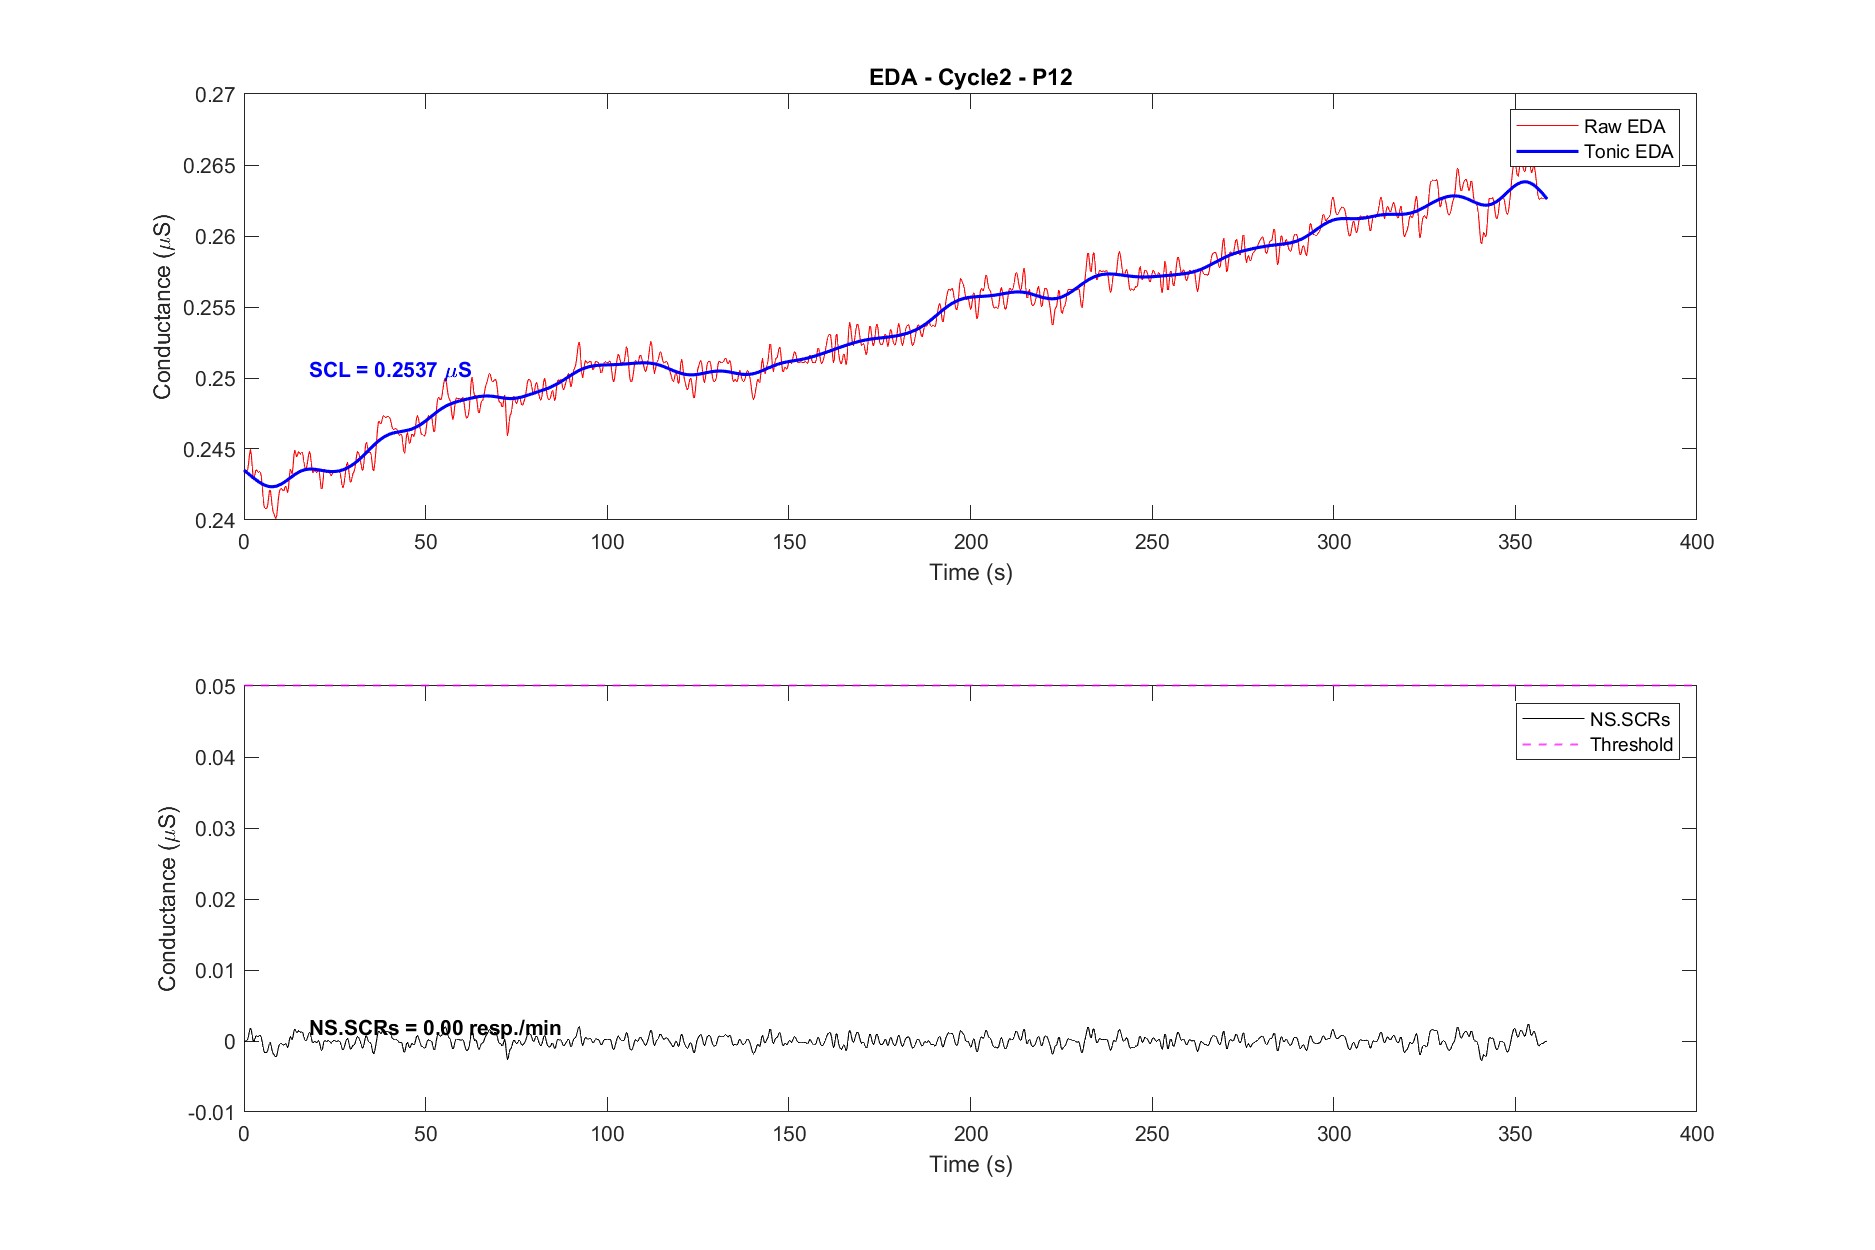 EDA - Cycle2 - P12
0.27
0.265
0.26
0.255
0.25
0.245
0.24
Conductance (μS)
Raw EDA
Tonic EDA
SCL = 0.2537 μS
0 50 100 150 200 250 300 350 400
Time (s)
0.05
0.04
0.03
0.02
0.01
0
-0.01
Conductance (μS)
NS.SCRs
Threshold
NS.SCRs = 0.00 resp./min
0 50 100 150 200 250 300 350 400
Time (s)